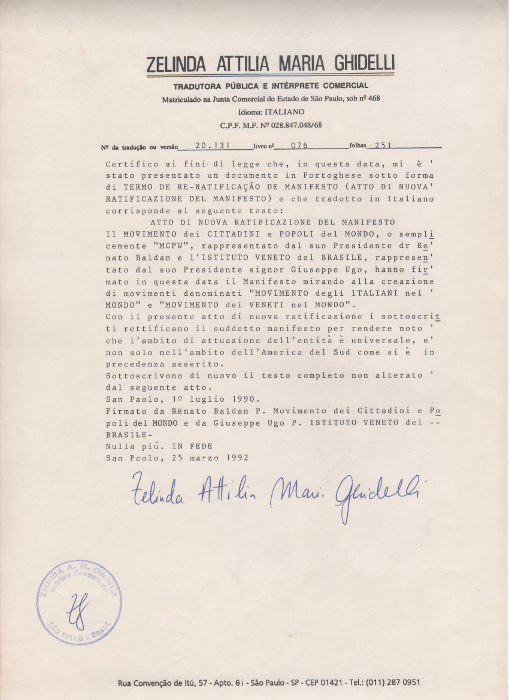 ZELINDA ATTILIA MARIA GHIDELLI
TRADUTORA PÚBLICA E INTÉRPRETE COMERCIAL
Matriculado na Junta Comercial do Estado de São Paulo, sob nº 468
Idioma: ITALIANO
C.P.F. M.F. Nº 028.847.048/68
Nº da tradução ou versão 20.131 livro nº 076 folhas 251
Certifico ai fini di legge che, in questa data, mi è '
stato presentato un documento in Portoghese sotto forma
di TERMO DE RE-RATIFICAÇÃO DE MANIFESTO (ATTO DI NUOVA'
RATIFICAZIONE DEL MANIFESTO) e che tradotto in Italiano
corrisponde al seguente testo:
ATTO DI NUOVA RATIFICAZIONE DEL MANIFESTO
Il MOVIMENTO dei CITTADINI e POPOLI del MONDO, o sempli
cemente "MCPW", rappresentato dal suo Presidente dr Re'
nato Baldan e l'ISTITUTO VENETO del BRASILE, rappresen'
tato dal suo Presidente signor Giuseppe Ugo, hanno fir'
mato in questa data il Manifesto mirando alla creazione
di movimenti denominati "MOVIMENTO degli ITALIANI nel '
MONDO" e "MOVIMENTO dei VENETI nel MONDO".
Con il presente atto di nuova ratificazione i sottoscrit
ti rettificano il suddetto manifesto per rendere noto '
che l'ambito di attuazione dell'entità è universale, e'
non solo nell'ambito dell'America del Sud come si è in
precedenza asserito.
Sottoscrivono di nuovo il testo completo non alterato '
dal seguente atto.
San Paolo, 1º luglio 1990.
Firmato da Renato Baldan P. Movimento dei Cittadini e Po
poli del MONDO e da Giuseppe Ugo P. ISTITUTO VENETO del --
BRASILE-
Nulla più. IN FEDE
San Paolo, 25 marzo 1992
Zelinda Attilia Maria Ghidelli
ZELINDA A. M. GHIDELLI
SÃO PAULO - BRASIL
Rua Convenção de Itú, 57 - Apto. 6 i - São Paulo - SP - CEP 01421 - Tel.: (011) 287 0951